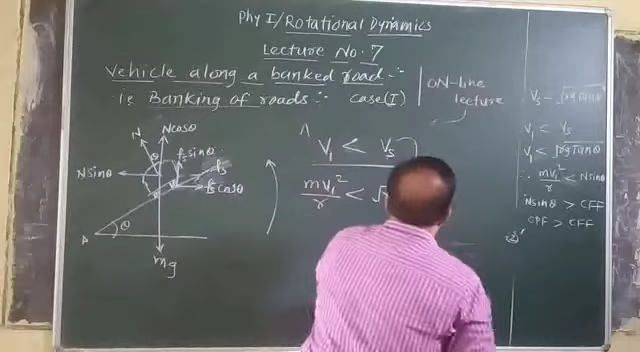 Phy I/Rotational Dynamics
Lecture No. 7
Vehicle along a banked road :-
is Banking of roads :- case(I)
ON-line
lecture
N
Ncosθ
fs sinθ
fs
Nsinθ
θ
fs cosθ
A
θ
mg
V₁ < Vs
mv₁²/r < √
Vs = √rg tanθ
V₁ < Vs
V₁ < √rg Tanθ
∴ mv₁²/r < Nsinθ
Nsinθ > CFF
CPF > CFF